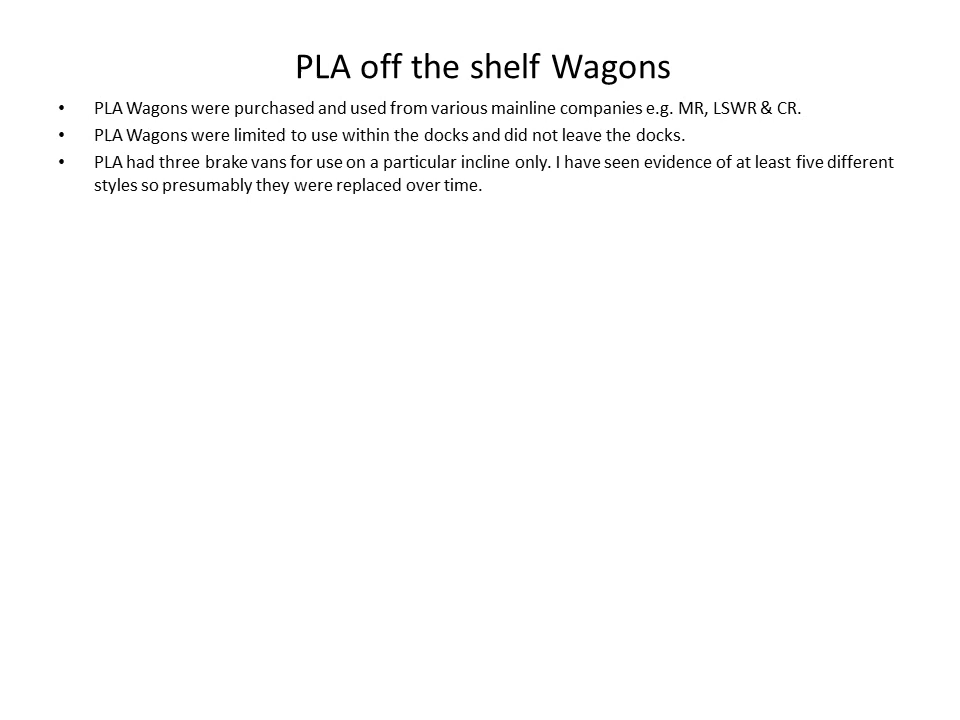 PLA off the shelf Wagons
• PLA Wagons were purchased and used from various mainline companies e.g. MR, LSWR & CR.
• PLA Wagons were limited to use within the docks and did not leave the docks.
• PLA had three brake vans for use on a particular incline only. I have seen evidence of at least five different
styles so presumably they were replaced over time.